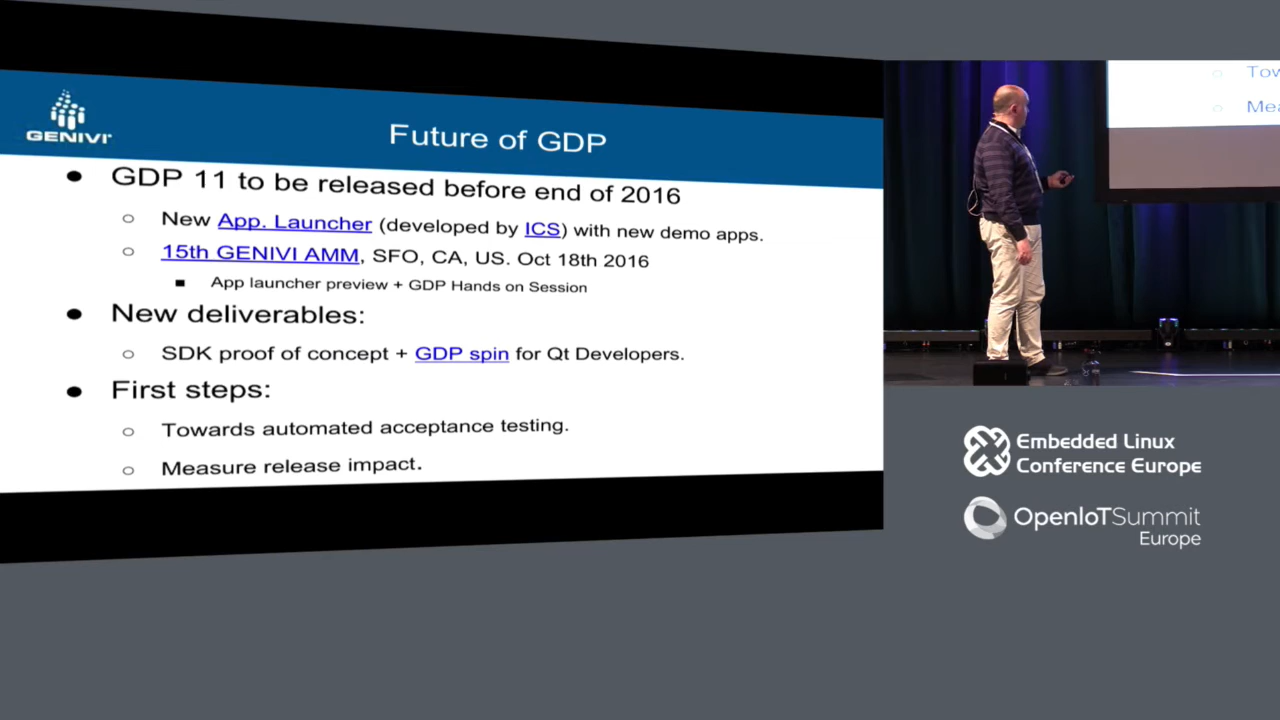 GENIVI
Future of GDP
GDP 11 to be released before end of 2016
New App. Launcher (developed by ICS) with new demo apps.
15th GENIVI AMM, SFO, CA, US. Oct 18th 2016
App launcher preview + GDP Hands on Session
New deliverables:
SDK proof of concept + GDP spin for Qt Developers.
First steps:
Towards automated acceptance testing.
Measure release impact.
Tow
Mea
Embedded Linux
Conference Europe
OpenIoTSummit
Europe